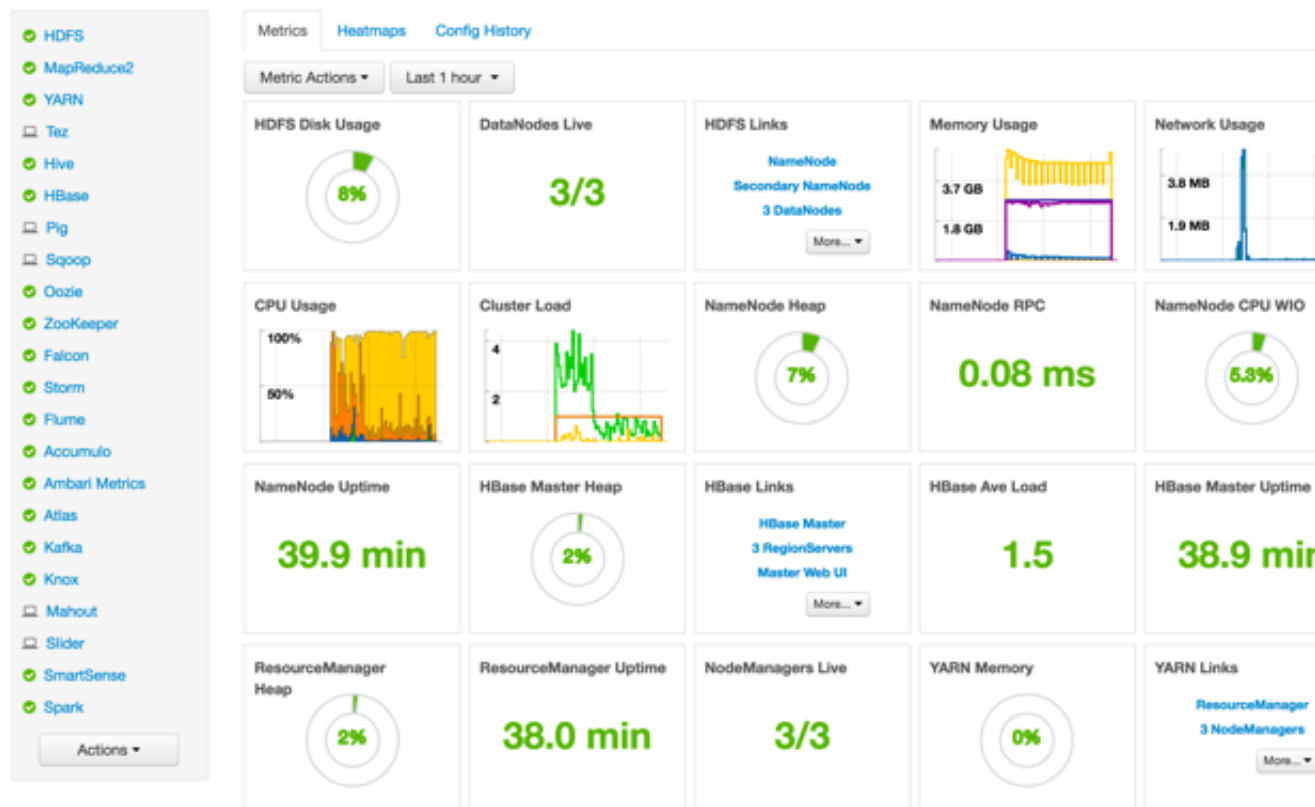 HDFS
MapReduce2
YARN
Tez
Hive
HBase
Pig
Sqoop
Oozie
ZooKeeper
Falcon
Storm
Flume
Accumulo
Ambari Metrics
Atlas
Kafka
Knox
Mahout
Slider
SmartSense
Spark
Actions
Metrics Heatmaps Config History
Metric Actions Last 1 hour
HDFS Disk Usage
8%
DataNodes Live
3/3
HDFS Links
NameNode
Secondary NameNode
3 DataNodes
More...
Memory Usage
3.7 GB
1.8 GB
Network Usage
3.8 MB
1.9 MB
CPU Usage
100%
50%
Cluster Load
4
2
NameNode Heap
7%
NameNode RPC
0.08 ms
NameNode CPU WIO
5.3%
NameNode Uptime
39.9 min
HBase Master Heap
2%
HBase Links
HBase Master
3 RegionServers
Master Web UI
More...
HBase Ave Load
1.5
HBase Master Uptime
38.9 min
ResourceManager
Heap
2%
ResourceManager Uptime
38.0 min
NodeManagers Live
3/3
YARN Memory
0%
YARN Links
ResourceManager
3 NodeManagers
More...